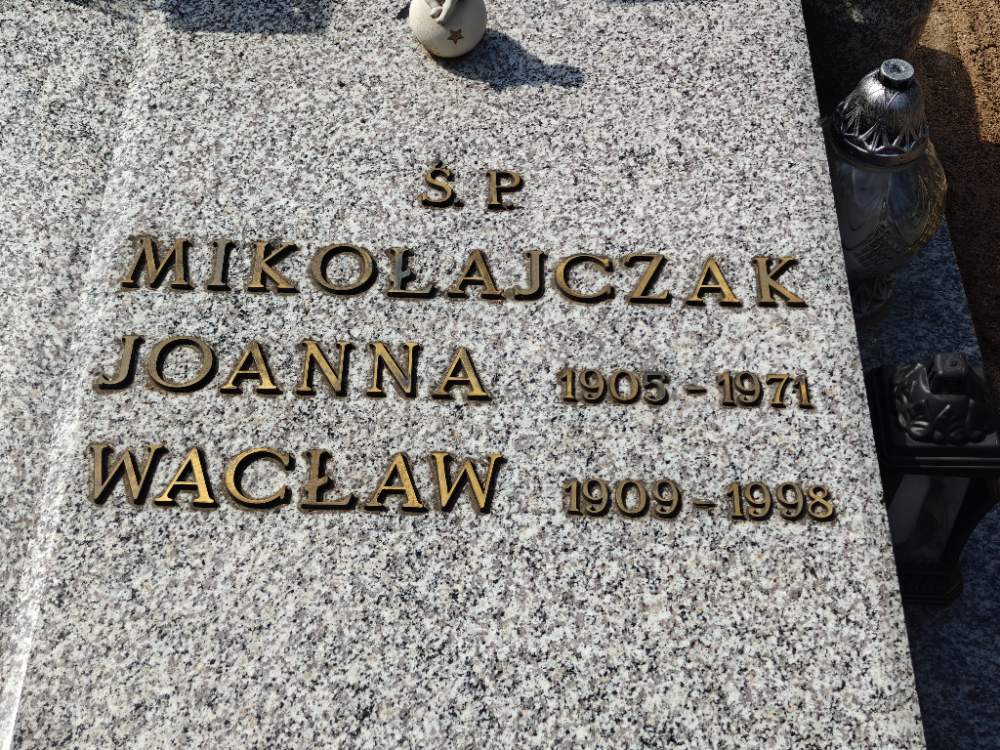 Ś.P
MIKOŁAJCZAK
JOANNA 1905-1971
WACŁAW 1909-1998